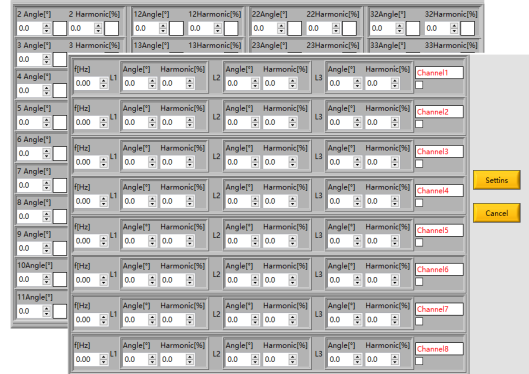 2 Angle[°] 2 Harmonic[%] 12Angle[°] 12Harmonic[%] 22Angle[°] 22Harmonic[%] 32Angle[°] 32Harmonic[%]
0.0 0.0 0.0 0.0 0.0 0.0 0.0 0.0
3 Angle[°] 3 Harmonic[%] 13Angle[°] 13Harmonic[%] 23Angle[°] 23Harmonic[%] 33Angle[°] 33Harmonic[%]
0.0
4 Angle[°]
0.0
5 Angle[°]
0.0
6 Angle[°]
0.0
7 Angle[°]
0.0
8 Angle[°]
0.0
9 Angle[°]
0.0
10Angle[°]
0.0
11Angle[°]
0.0
f[Hz] Angle[°] Harmonic[%] Angle[°] Harmonic[%] Angle[°] Harmonic[%] Channel1
0.00 L1 0.0 0.0 L2 0.0 0.0 L3 0.0 0.0
f[Hz] Angle[°] Harmonic[%] Angle[°] Harmonic[%] Angle[°] Harmonic[%] Channel2
0.00 L1 0.0 0.0 L2 0.0 0.0 L3 0.0 0.0
f[Hz] Angle[°] Harmonic[%] Angle[°] Harmonic[%] Angle[°] Harmonic[%] Channel3
0.00 L1 0.0 0.0 L2 0.0 0.0 L3 0.0 0.0
f[Hz] Angle[°] Harmonic[%] Angle[°] Harmonic[%] Angle[°] Harmonic[%] Channel4
0.00 L1 0.0 0.0 L2 0.0 0.0 L3 0.0 0.0
f[Hz] Angle[°] Harmonic[%] Angle[°] Harmonic[%] Angle[°] Harmonic[%] Channel5
0.00 L1 0.0 0.0 L2 0.0 0.0 L3 0.0 0.0
f[Hz] Angle[°] Harmonic[%] Angle[°] Harmonic[%] Angle[°] Harmonic[%] Channel6
0.00 L1 0.0 0.0 L2 0.0 0.0 L3 0.0 0.0
f[Hz] Angle[°] Harmonic[%] Angle[°] Harmonic[%] Angle[°] Harmonic[%] Channel7
0.00 L1 0.0 0.0 L2 0.0 0.0 L3 0.0 0.0
f[Hz] Angle[°] Harmonic[%] Angle[°] Harmonic[%] Angle[°] Harmonic[%] Channel8
0.00 L1 0.0 0.0 L2 0.0 0.0 L3 0.0 0.0
Settins
Cancel